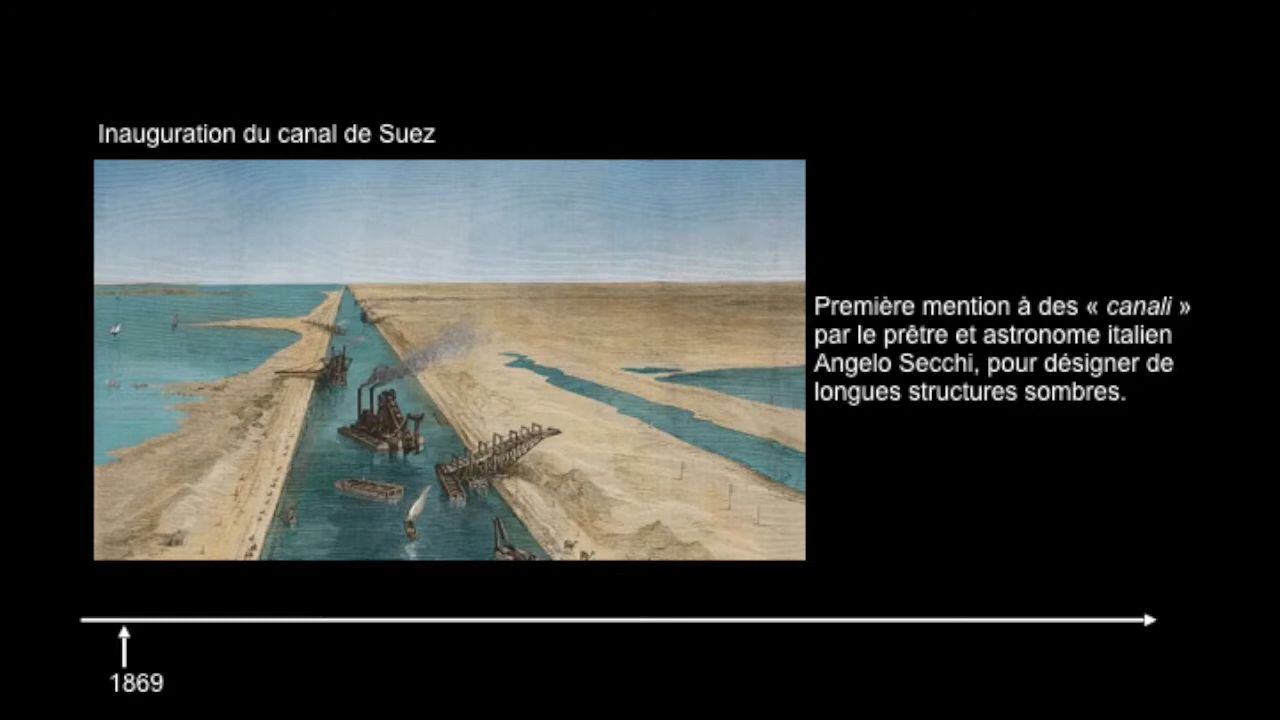 Inauguration du canal de Suez
Première mention à des « canali »
par le prêtre et astronome italien
Angelo Secchi, pour désigner de
longues structures sombres.
1869